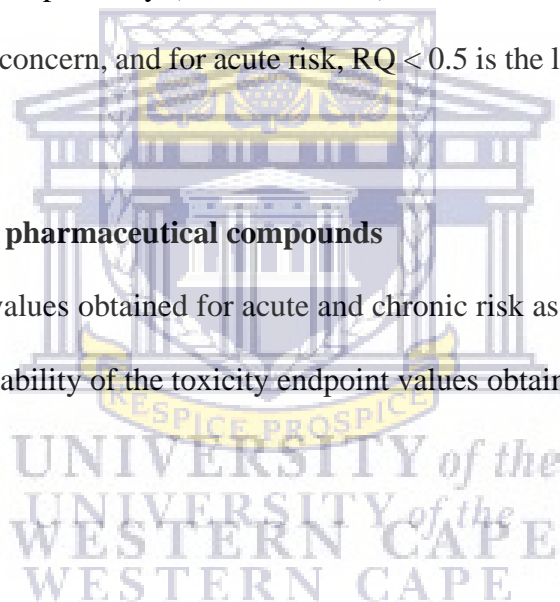 concern, and for acute risk, RQ < 0.5 is the l
pharmaceutical compounds
values obtained for acute and chronic risk as
ability of the toxicity endpoint values obtain
RESPICE PROSPICE
UNIVERSITY of the
UNIVERSITY of the
WESTERN CAPE
WESTERN CAPE